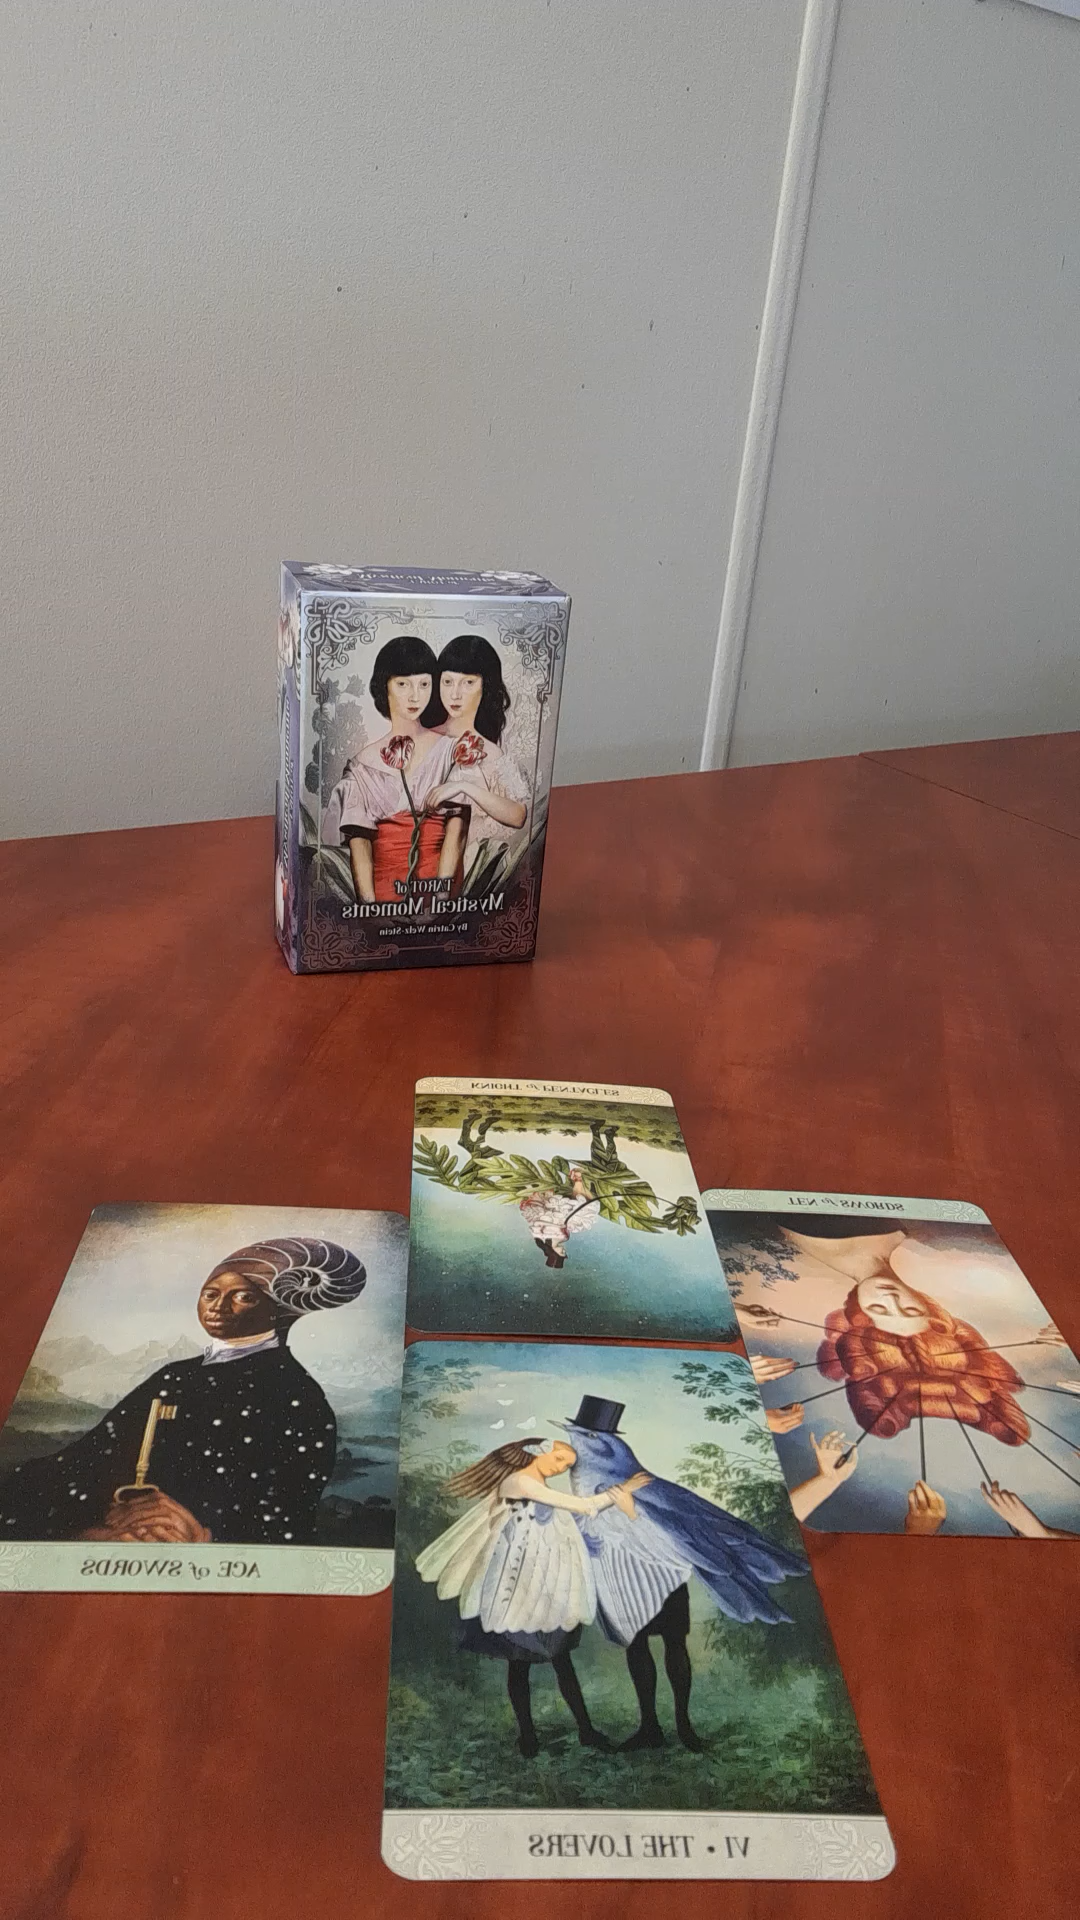 TAROT of
Mystical Moments
By Catrin Welz-Stein
KNIGHT of PENTACLES
TEN of SWORDS
ACE of SWORDS
VI • THE LOVERS